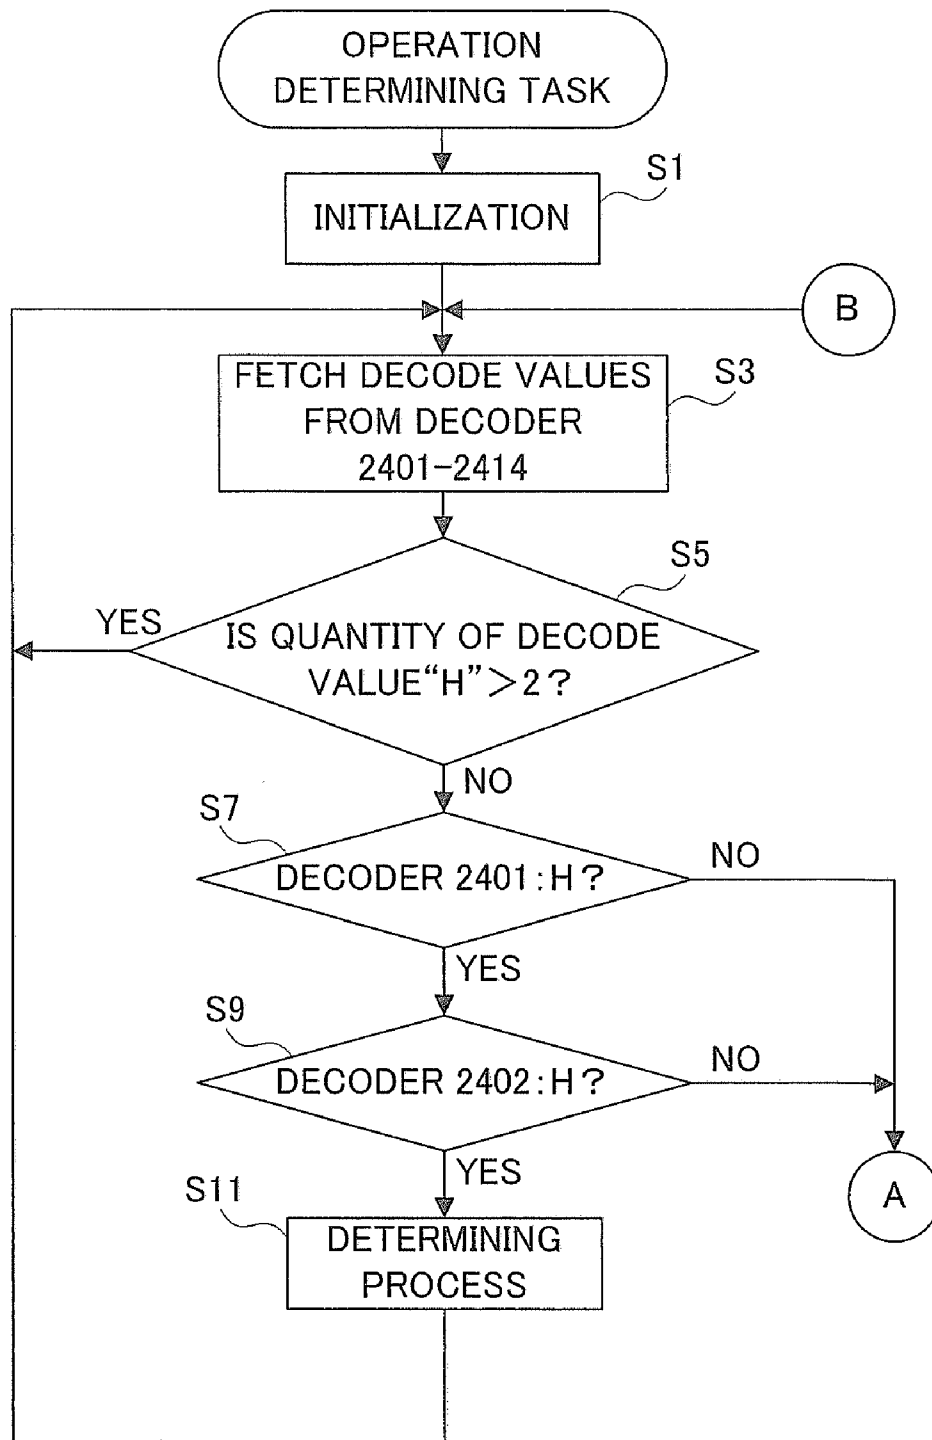 OPERATION
DETERMINING TASK
S1
INITIALIZATION
B
S3
FETCH DECODE VALUES
FROM DECODER
2401-2414
S5
YES
IS QUANTITY OF DECODE
VALUE“H”>2?
NO
S7
NO
DECODER 2401:H?
YES
S9
NO
DECODER 2402:H?
YES
S11
A
DETERMINING
PROCESS